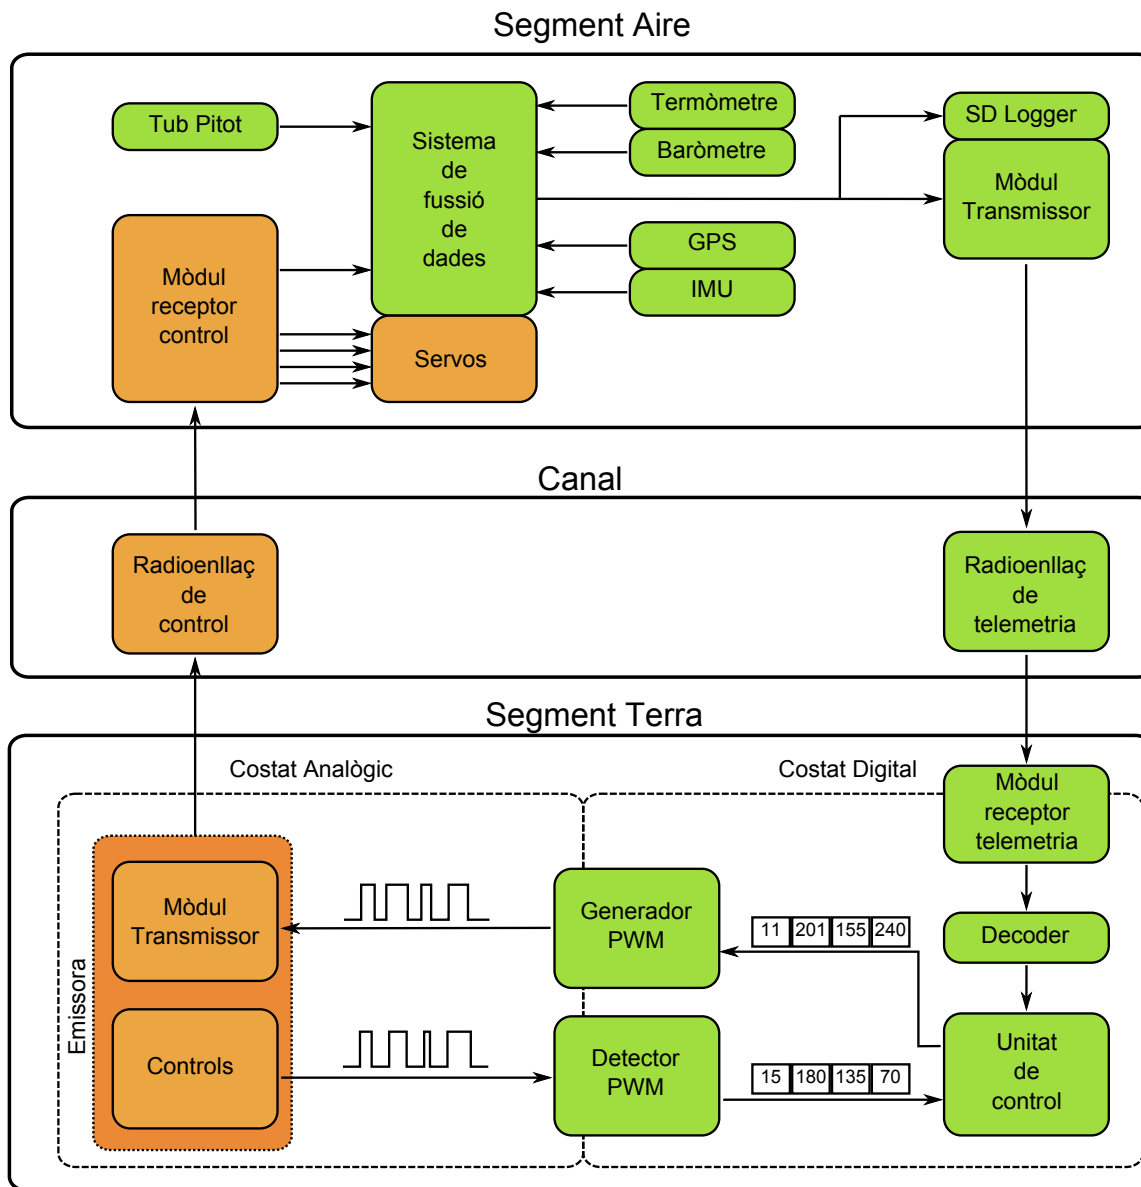 Segment Aire
Tub Pitot
Sistema
de
fussió
de
dades
Termòmetre
Baròmetre
SD Logger
Mòdul
Transmissor
GPS
IMU
Mòdul
receptor
control
Servos
Canal
Radioenllaç
de
control
Radioenllaç
de
telemetria
Segment Terra
Costat Analògic
Costat Digital
Mòdul
receptor
telemetria
Emissora
Mòdul
Transmissor
Generador
PWM
11 201 155 240
Decoder
Controls
Detector
PWM
15 180 135 70
Unitat
de
control